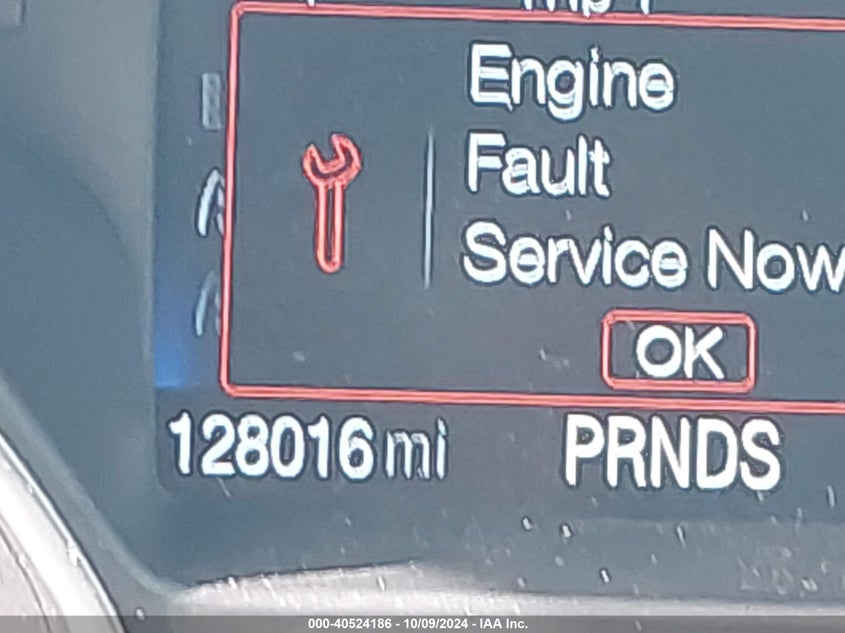 Engine
Fault
Service Now
OK
128016 mi PRNDS
000-40524186 - 10/09/2024 - IAA Inc.